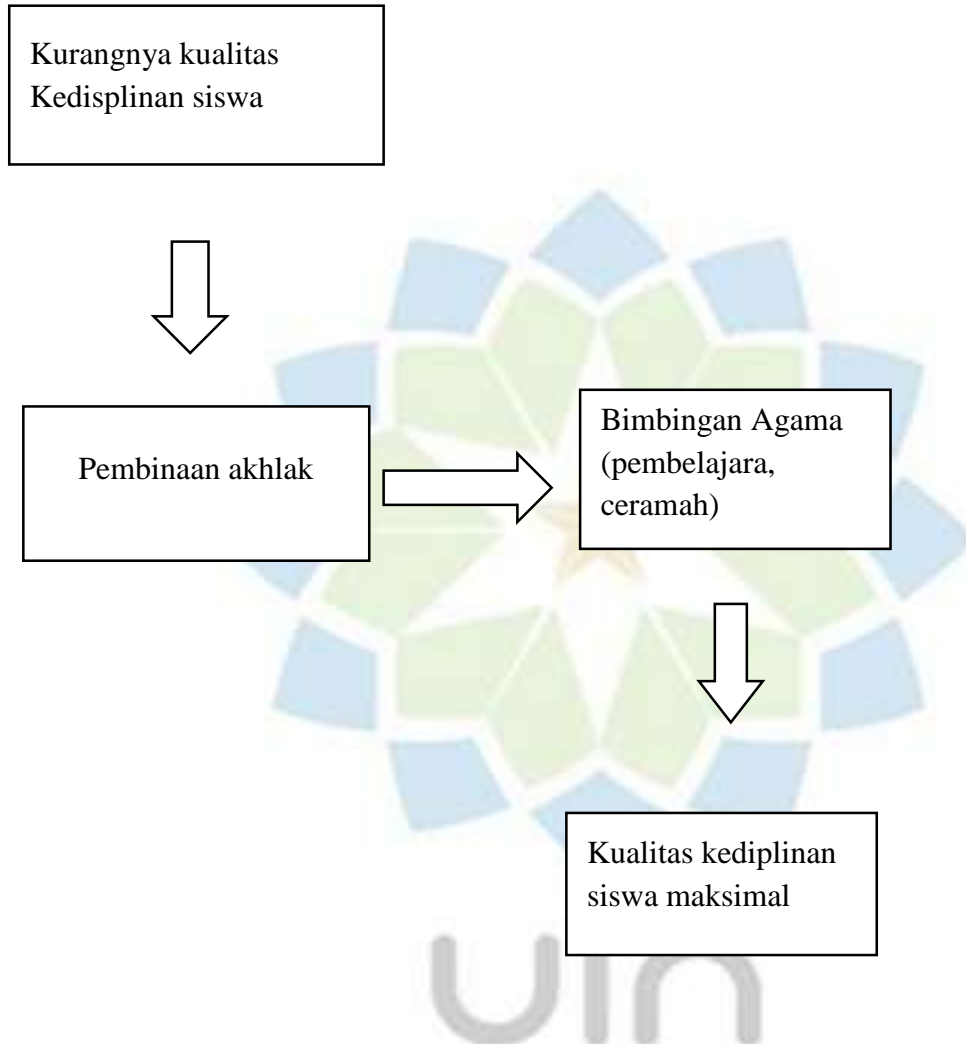 Kurangnya kualitas
Kedisplinan siswa
Pembinaan akhlak
Bimbingan Agama
(pembelajara,
ceramah)
Kualitas kediplinan
siswa maksimal
uin